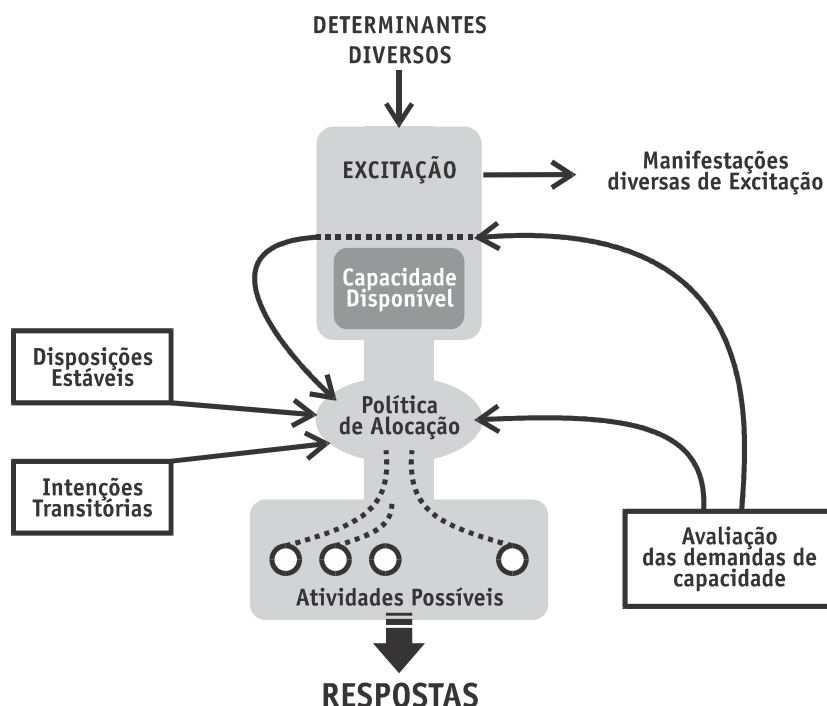 DETERMINANTES
DIVERSOS
EXCITAÇÃO
Manifestações
diversas de Excitação
Capacidade
Disponível
Disposições
Estáveis
Política
de Alocação
Intenções
Transitórias
Avaliação
das demandas de
capacidade
Atividades Possíveis
RESPOSTAS